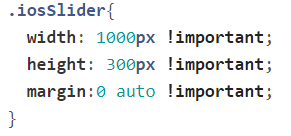 .iosSlider{
  width: 1000px !important;
  height: 300px !important;
  margin:0 auto !important;
}